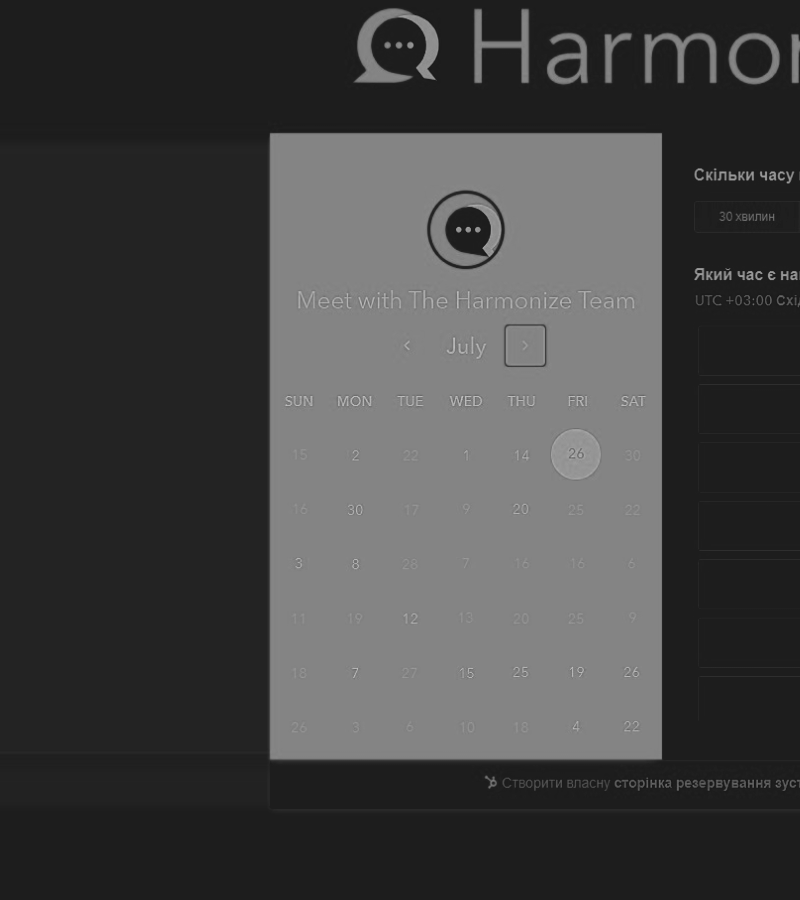 Harmon
Meet with The Harmonize Team
July
SUN MON TUE WED THU FRI SAT
15 2 22 1 14 26 30
16 30 17 9 20 25 22
3 8 28 7 16 16 6
11 19 12 13 20 25 9
18 7 27 15 25 19 26
26 3 6 10 18 4 22
Скільки часу
30 хвилин
Який час є
UTC +03:00
Створити власну сторінка резервування